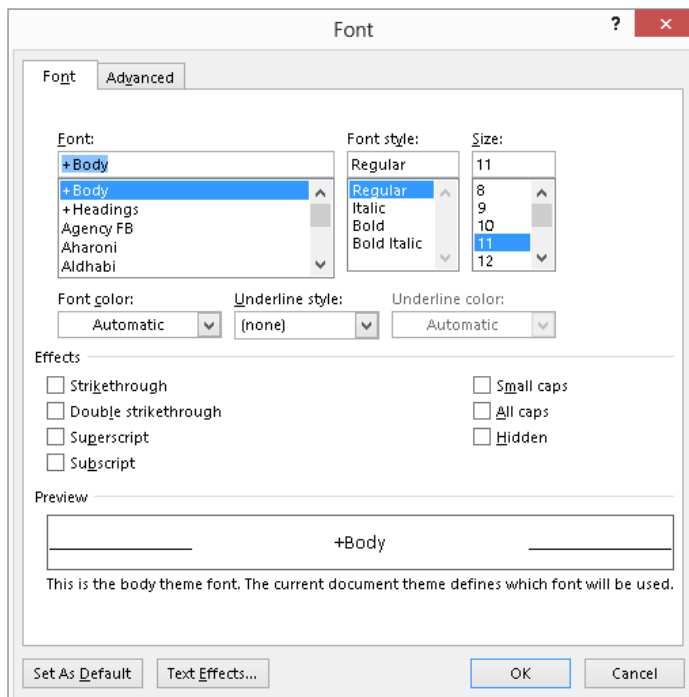 Font ?
Font Advanced
Font: Font style: Size:
+Body Regular 11
+Body Regular 8
+Headings Italic 9
Agency FB Bold 10
Aharoni Bold Italic 11
Aldhabi 12
Font color: Underline style: Underline color:
Automatic (none) Automatic
Effects
Strikethrough Small caps
Double strikethrough All caps
Superscript Hidden
Subscript
Preview
+Body
This is the body theme font. The current document theme defines which font will be used.
Set As Default Text Effects... OK Cancel